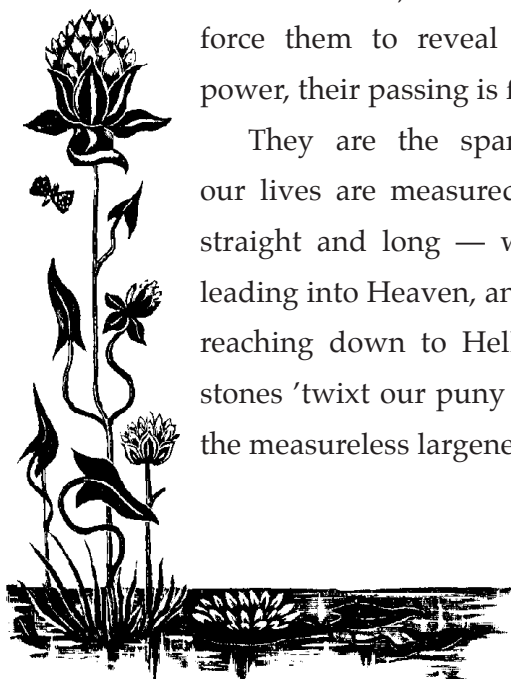 force them to reveal
power, their passing is
They are the
our lives are measured
straight and long — 
leading into Heaven,
reaching down to
stones ’twixt our puny
the measureless